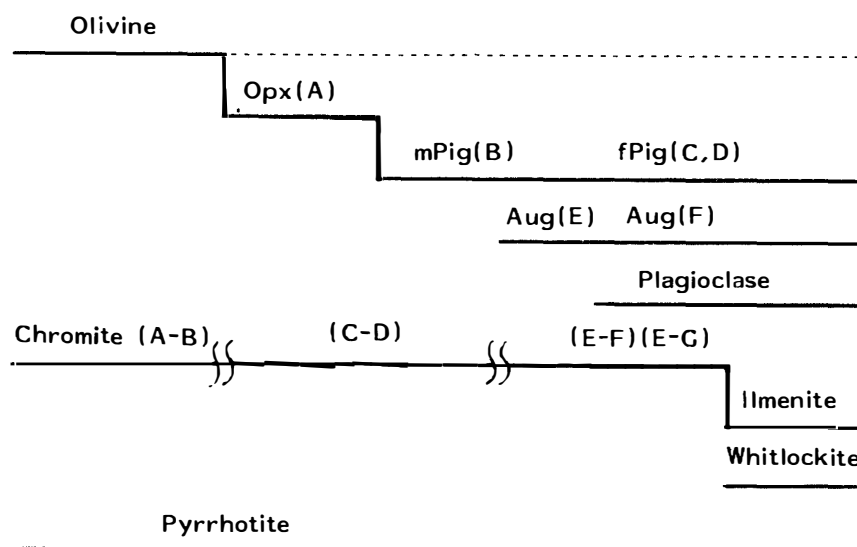 Olivine
Opx(A)
mPig(B) fPig(C,D)
Aug(E) Aug(F)
Plagioclase
Chromite (A-B) (C-D) (E-F)(E-G)
Ilmenite
Whitlockite
Pyrrhotite